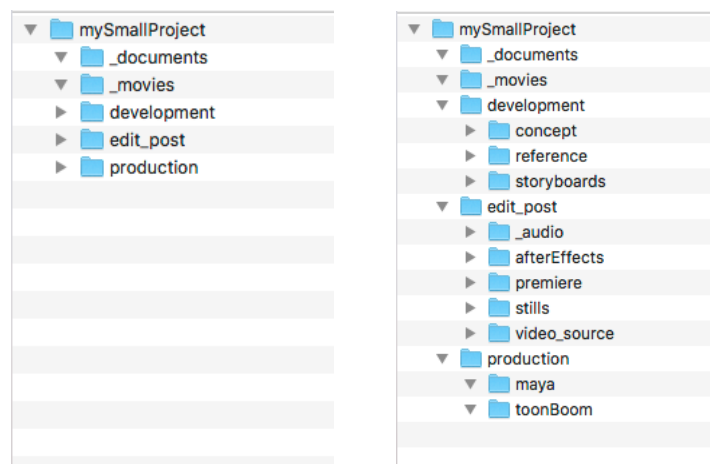 mySmallProject
_documents
_movies
development
edit_post
production
mySmallProject
_documents
_movies
development
concept
reference
storyboards
edit_post
_audio
afterEffects
premiere
stills
video_source
production
maya
toonBoom